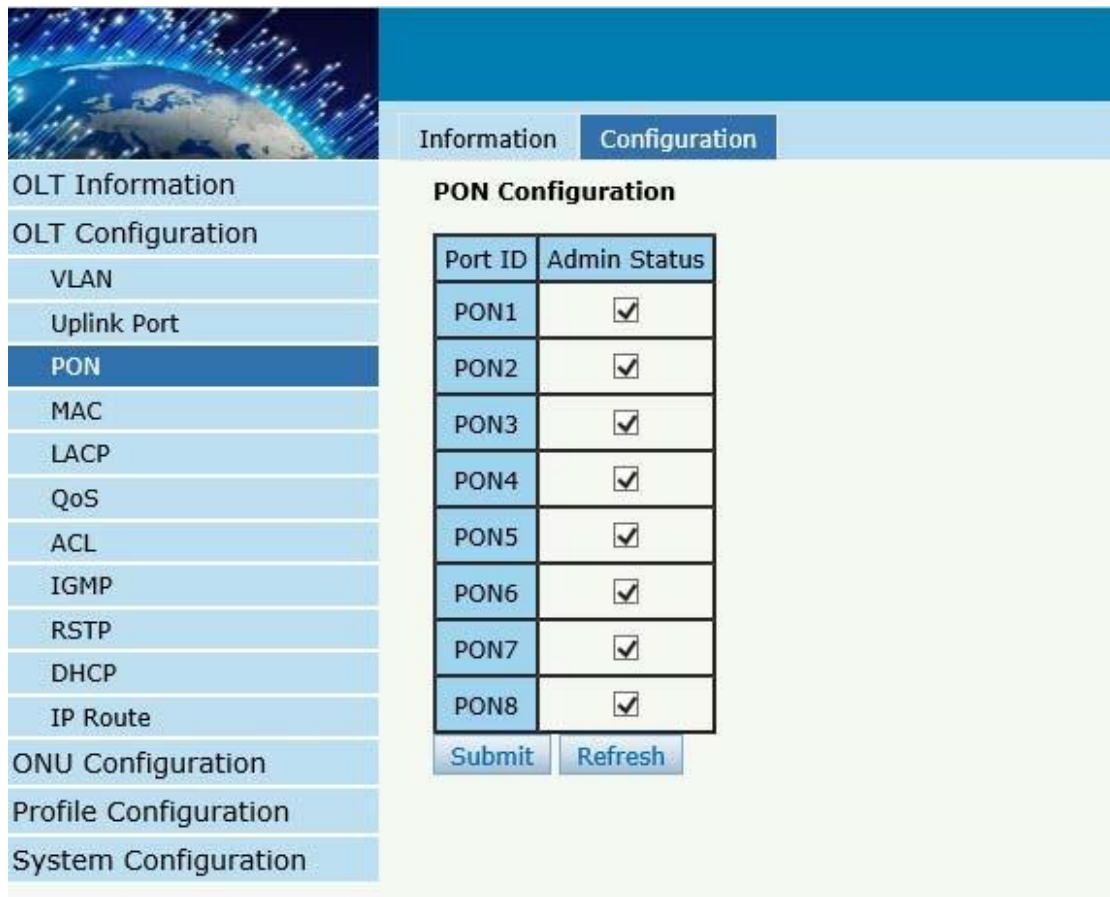 Information Configuration
OLT Information
OLT Configuration
VLAN
Uplink Port
PON
MAC
LACP
QoS
ACL
IGMP
RSTP
DHCP
IP Route
ONU Configuration
Profile Configuration
System Configuration
PON Configuration
Port ID Admin Status
PON1
PON2
PON3
PON4
PON5
PON6
PON7
PON8
Submit Refresh